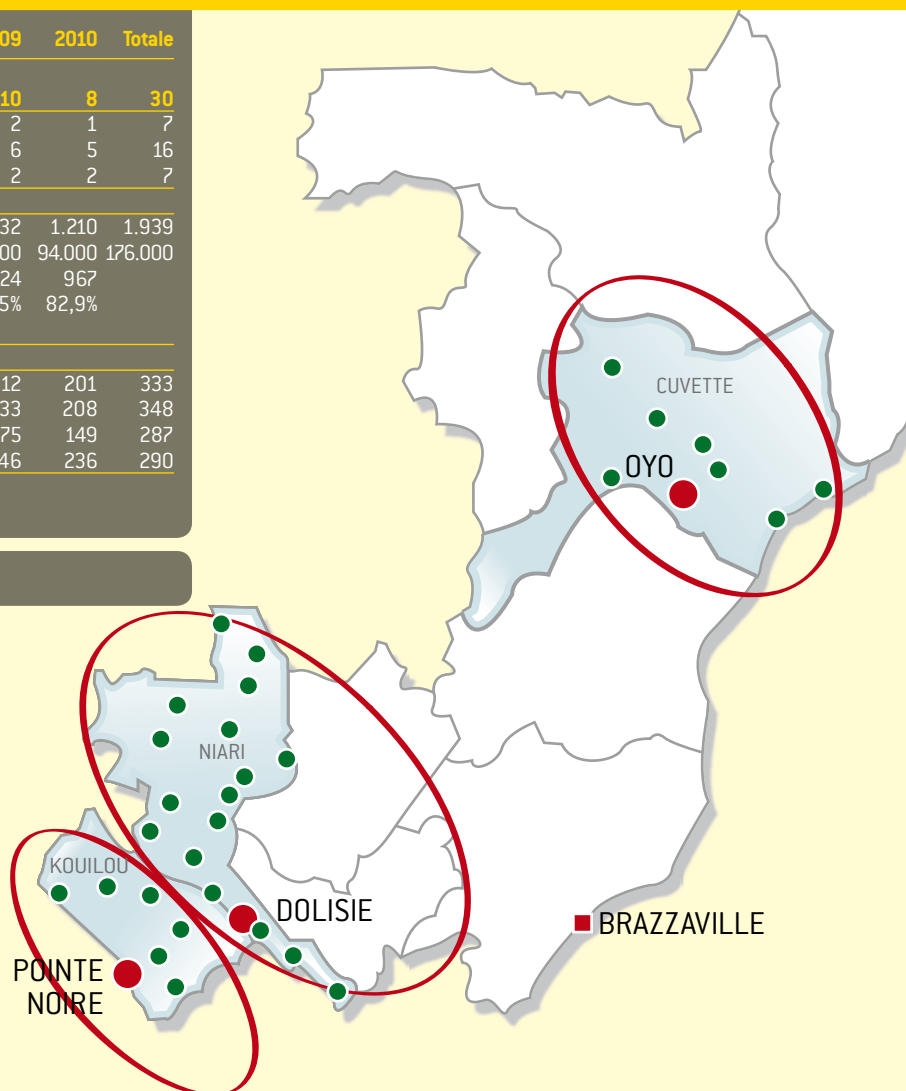 09 2010 Totale
10 8 30
2 1 7
6 5 16
2 2 7
32 1.210 1.939
00 94.000 176.000
24 967
5% 82,9%
12 201 333
33 208 348
75 149 287
46 236 290
CUVETTE
OYO
NIARI
KOUILOU
DOLISIE
BRAZZAVILLE
POINTE
NOIRE